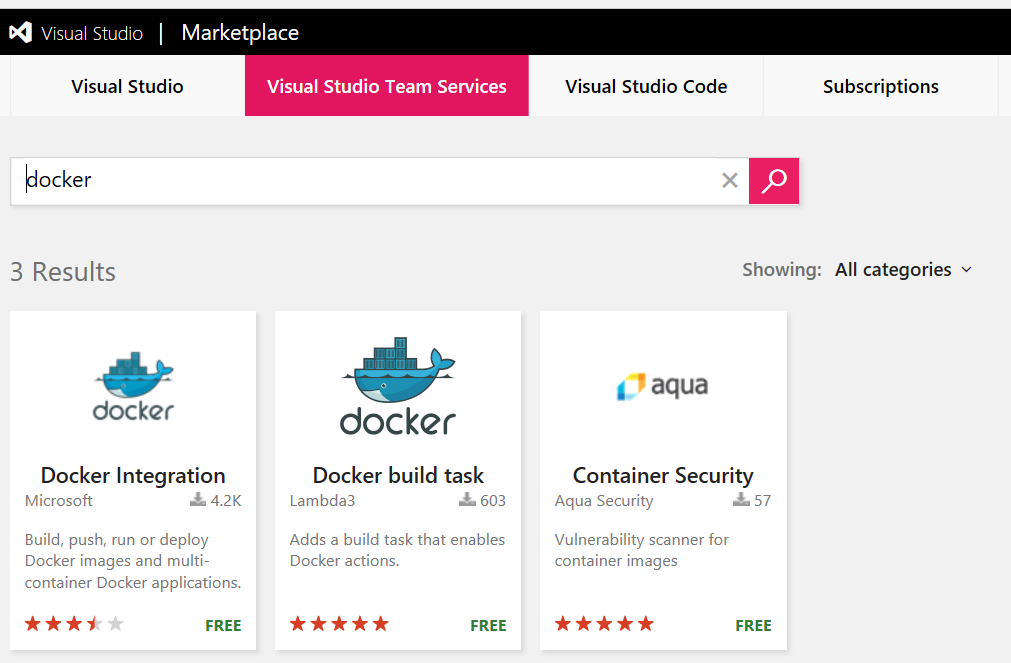 Visual Studio | Marketplace
Visual Studio
Visual Studio Team Services
Visual Studio Code
Subscriptions
docker
3 Results
Showing: All categories
docker
Docker Integration
Microsoft 4.2K
Build, push, run or deploy
Docker images and multi-
container Docker applications.
FREE
docker
Docker build task
Lambda3 603
Adds a build task that enables
Docker actions.
FREE
aqua
Container Security
Aqua Security 57
Vulnerability scanner for
container images
FREE